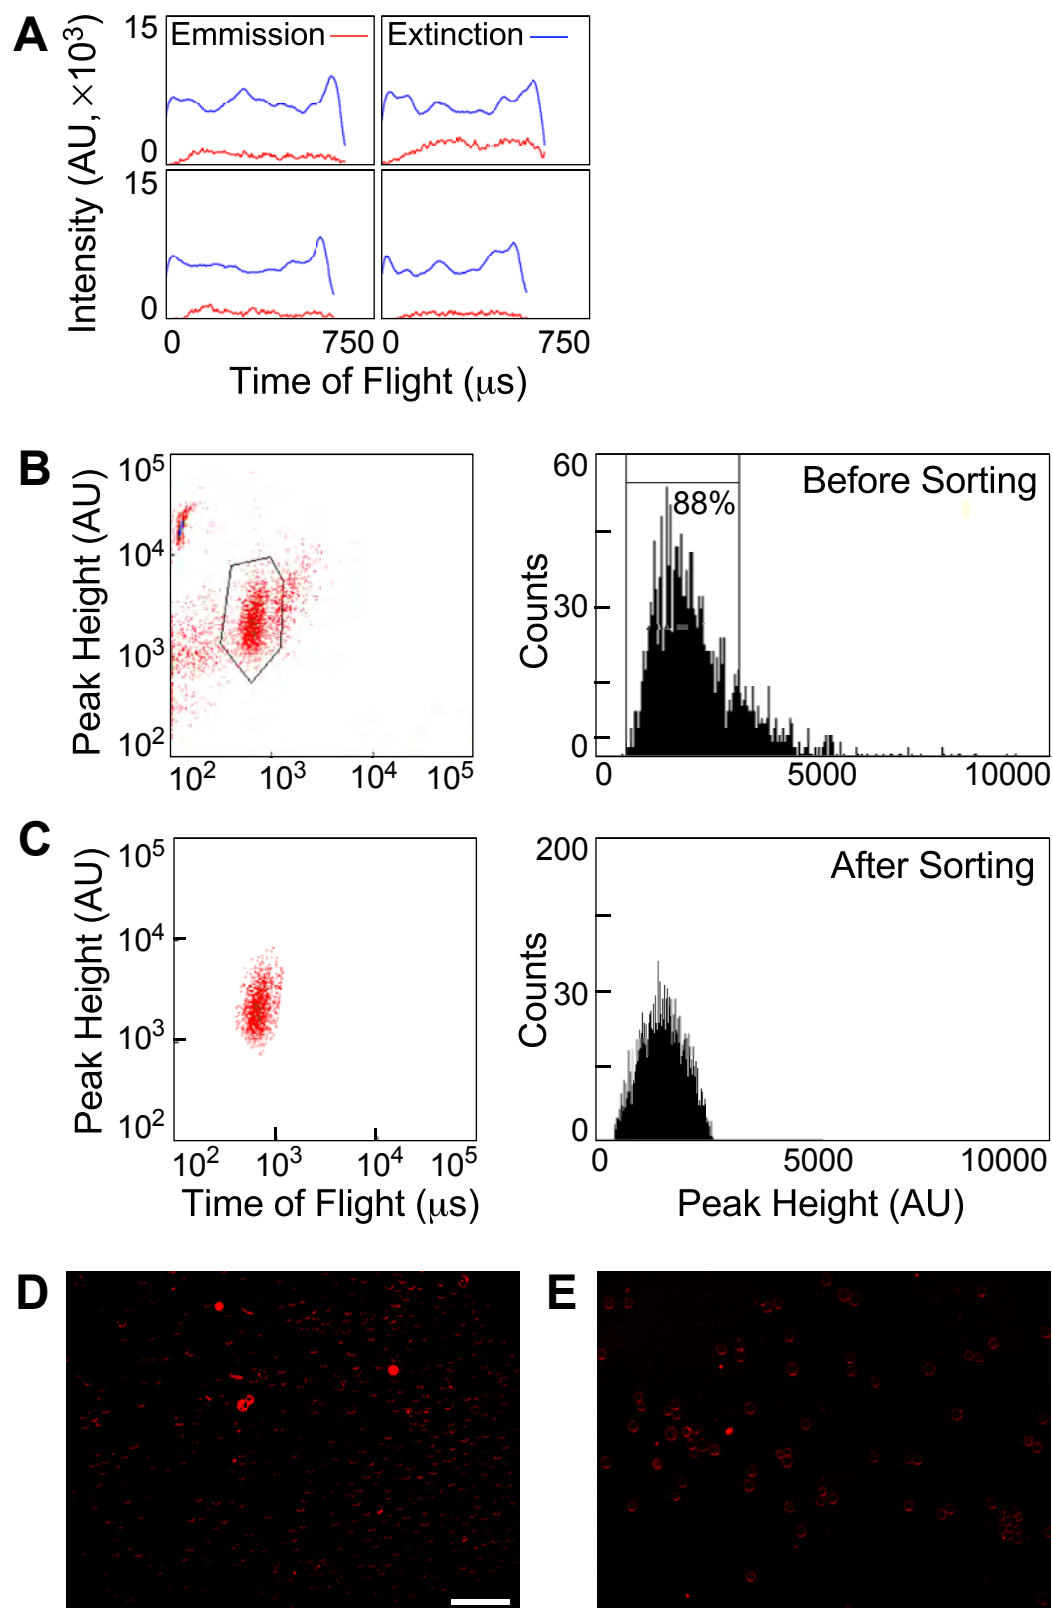 A
Emmission
Extinction
15
0
15
0
Intensity (AU, ×10³)
0
750
0
750
Time of Flight (μs)
B
10⁵
10⁴
10³
10²
Peak Height (AU)
10²
10³
10⁴
10⁵
60
30
0
Counts
88%
Before Sorting
0
5000
10000
C
10⁵
10⁴
10³
10²
Peak Height (AU)
10²
10³
10⁴
10⁵
Time of Flight (μs)
200
30
0
Counts
After Sorting
0
5000
10000
Peak Height (AU)
D
E